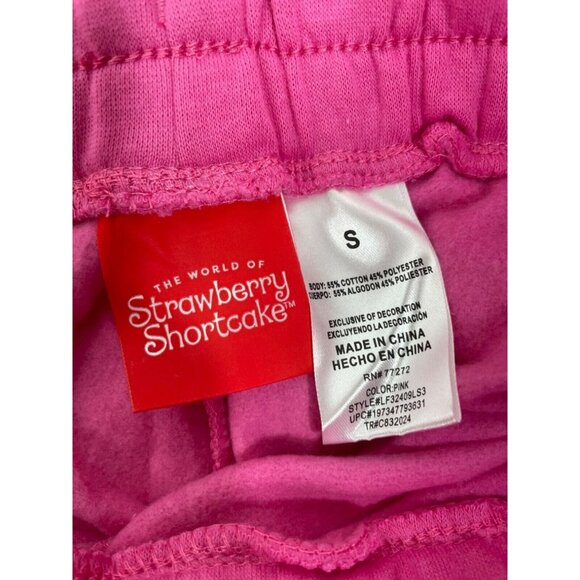 THE WORLD OF
Strawberry
Shortcake™
S
BODY: 55% COTTON 45% POLYESTER
CUERPO: 55% ALGODON 45% POLIESTER
EXCLUSIVE OF DECORATION
EXCLUYENDO LA DECORACIÓN
MADE IN CHINA
HECHO EN CHINA
RN# 77272
COLOR:PINK
STYLE#LF32409LS3
UPC#197347793631
TR#C832024